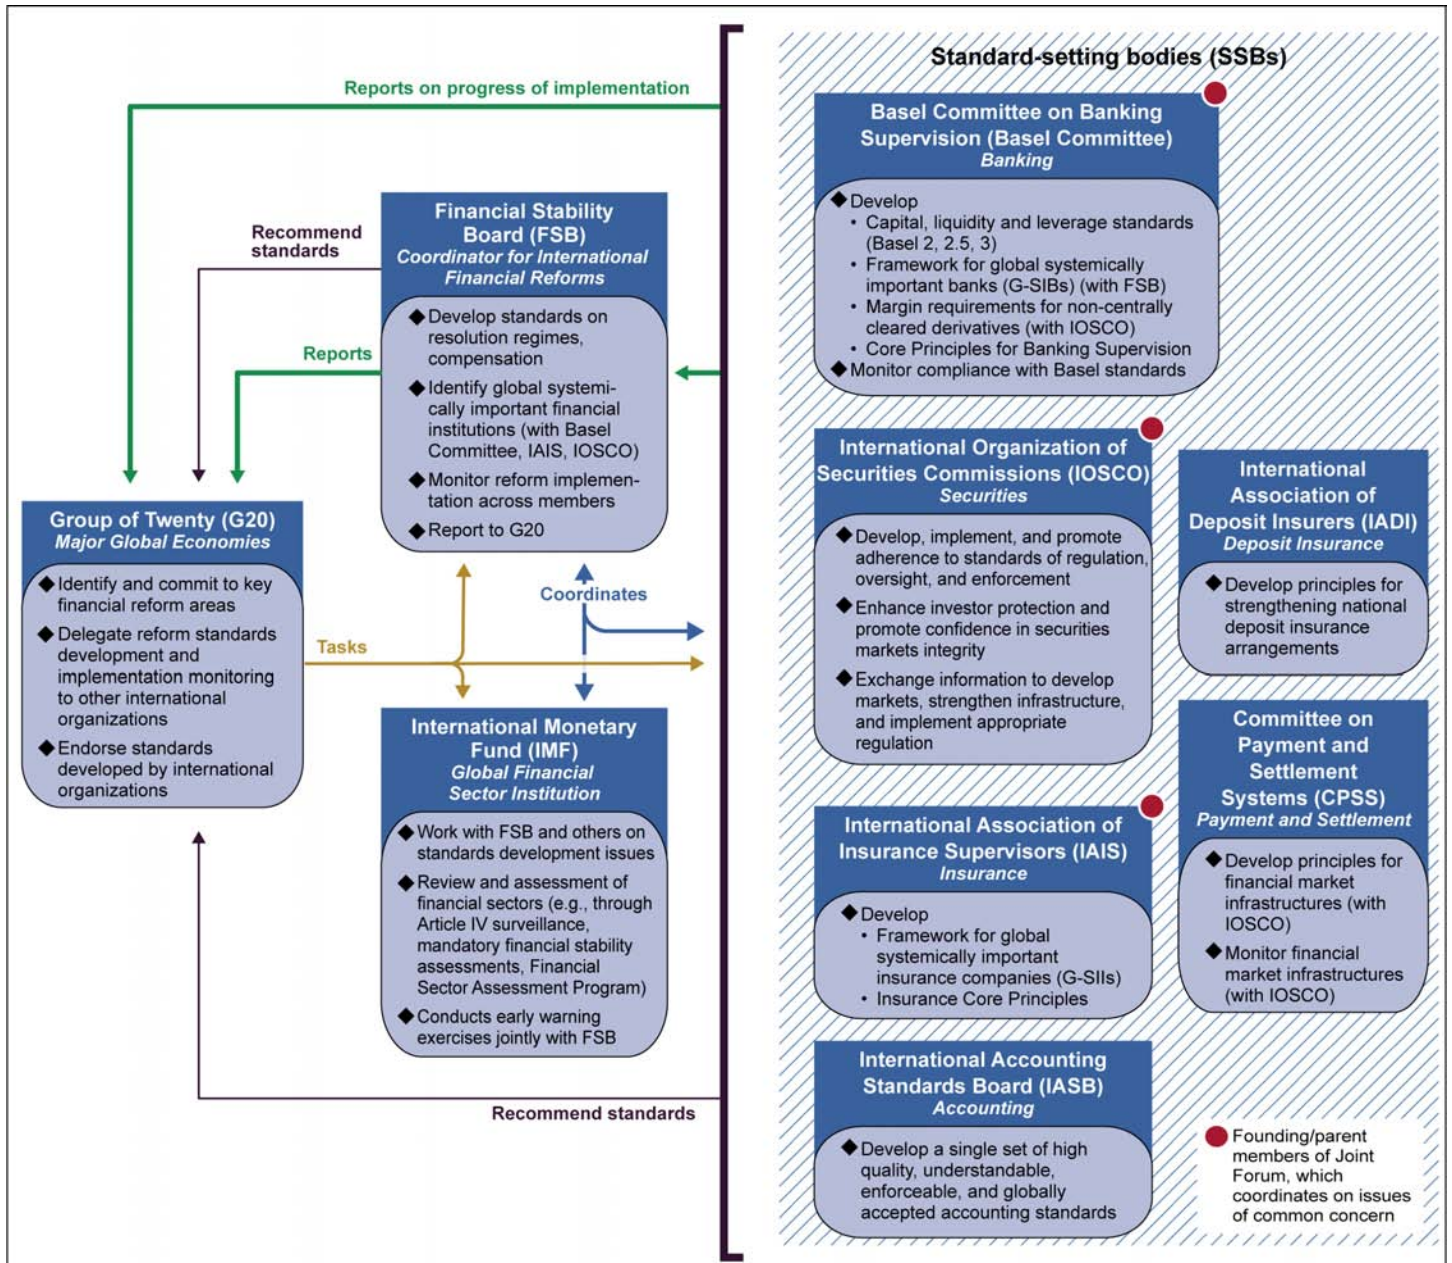 Standard-setting bodies (SSBs)
Reports on progress of implementation
Recommend
standards
Reports
Financial Stability
Board (FSB)
Coordinator for International
Financial Reforms
◆ Develop standards on
resolution regimes,
compensation
◆ Identify global systemi-
cally important financial
institutions (with Basel
Committee, IAIS, IOSCO)
◆ Monitor reform implemen-
tation across members
◆ Report to G20
Group of Twenty (G20)
Major Global Economies
◆ Identify and commit to key
financial reform areas
◆ Delegate reform standards
development and
implementation monitoring
to other international
organizations
◆ Endorse standards
developed by international
organizations
Tasks
Coordinates
International Monetary
Fund (IMF)
Global Financial
Sector Institution
◆ Work with FSB and others on
standards development issues
◆ Review and assessment of
financial sectors (e.g., through
Article IV surveillance,
mandatory financial stability
assessments, Financial
Sector Assessment Program)
◆ Conducts early warning
exercises jointly with FSB
Recommend standards
Basel Committee on Banking
Supervision (Basel Committee)
Banking
◆ Develop
• Capital, liquidity and leverage standards
(Basel 2, 2.5, 3)
• Framework for global systemically
important banks (G-SIBs) (with FSB)
• Margin requirements for non-centrally
cleared derivatives (with IOSCO)
• Core Principles for Banking Supervision
◆ Monitor compliance with Basel standards
International Organization of
Securities Commissions (IOSCO)
Securities
◆ Develop, implement, and promote
adherence to standards of regulation,
oversight, and enforcement
◆ Enhance investor protection and
promote confidence in securities
markets integrity
◆ Exchange information to develop
markets, strengthen infrastructure,
and implement appropriate
regulation
International
Association of
Deposit Insurers (IADI)
Deposit Insurance
◆ Develop principles for
strengthening national
deposit insurance
arrangements
International Association of
Insurance Supervisors (IAIS)
Insurance
◆ Develop
• Framework for global
systemically important
insurance companies (G-SIIs)
• Insurance Core Principles
Committee on
Payment and
Settlement
Systems (CPSS)
Payment and Settlement
◆ Develop principles for
financial market
infrastructures (with
IOSCO)
◆ Monitor financial
market infrastructures
(with IOSCO)
International Accounting
Standards Board (IASB)
Accounting
◆ Develop a single set of high
quality, understandable,
enforceable, and globally
accepted accounting standards
Founding/parent
members of Joint
Forum, which
coordinates on issues
of common concern